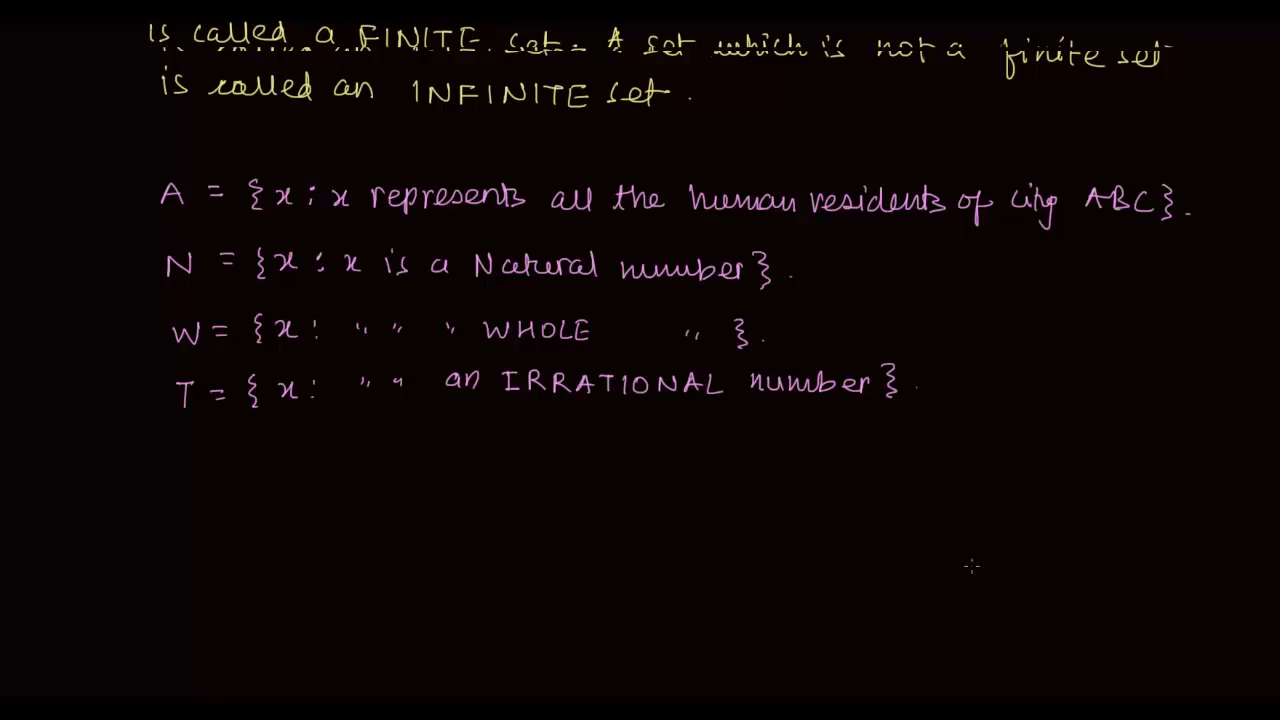 is called a FINITE set. A set which is not a finite set
is called an INFINITE set.
A = {x : x represents all the human residents of city ABC}.
N = {x : x is a Natural number}.
W = {x : " " " WHOLE " }.
T = {x : " " an IRRATIONAL number}.